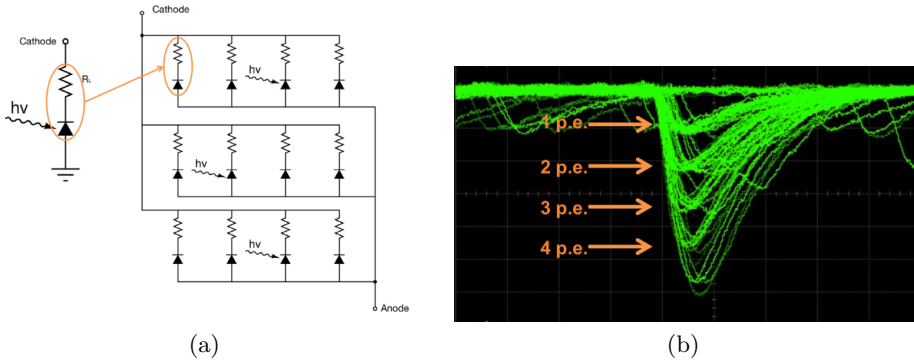 Cathode
Cathode
R
hv
hv
hv
hv
Anode
(a)
1 p.e.
2 p.e.
3 p.e.
4 p.e.
(b)